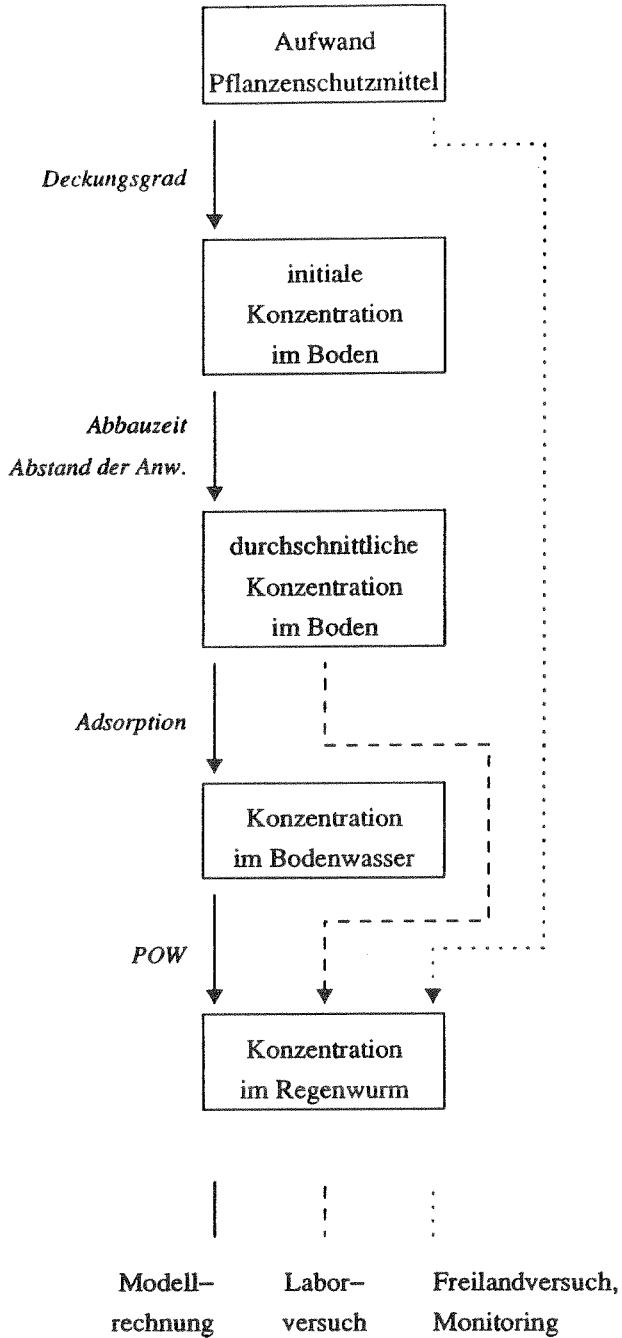 Aufwand
Pflanzenschutzmittel
Deckungsgrad
initiale
Konzentration
im Boden
Abbauzeit
Abstand der Anw.
durchschnittliche
Konzentration
im Boden
Adsorption
Konzentration
im Bodenwasser
POW
Konzentration
im Regenwurm
Modell–
rechnung
Labor–
versuch
Freilandversuch,
Monitoring